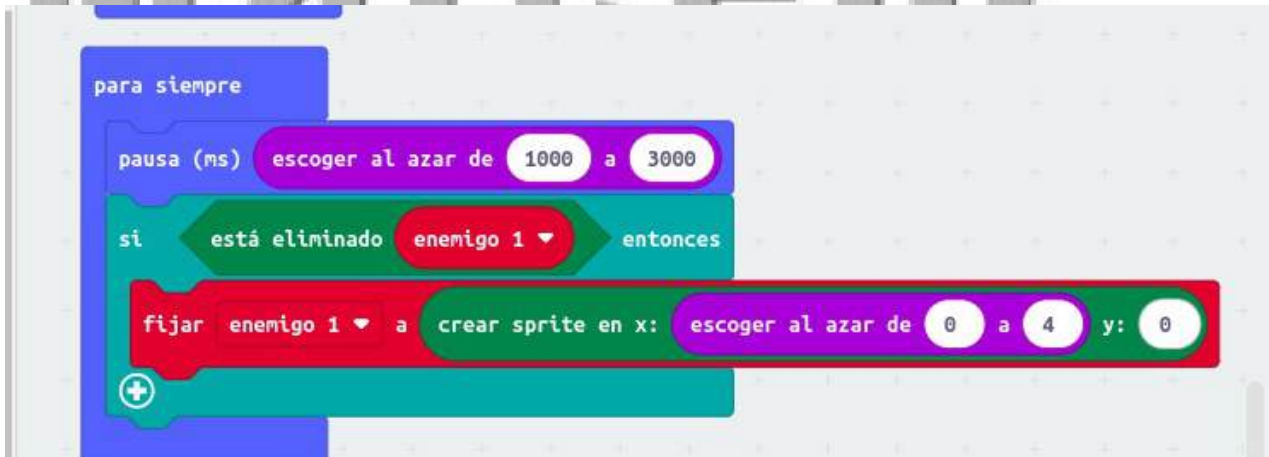 para siempre
pausa (ms) escoger al azar de 1000 a 3000
si está eliminado enemigo 1 entonces
fijar enemigo 1 a crear sprite en x: escoger al azar de 0 a 4 y: 0